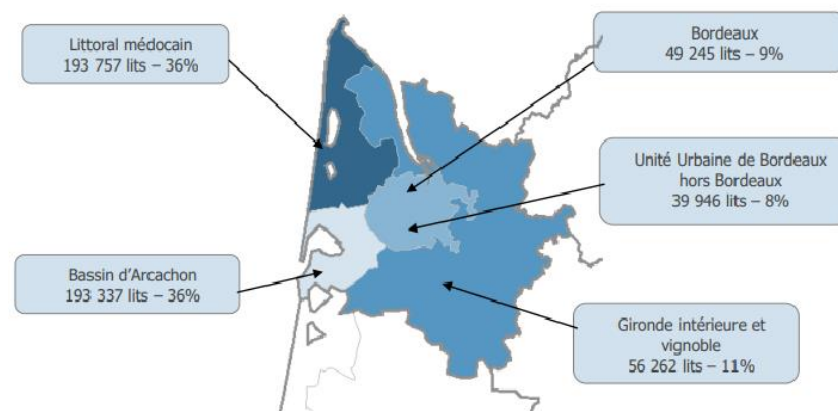 Littoral médocain
193 757 lits – 36%
Bordeaux
49 245 lits – 9%
Unité Urbaine de Bordeaux
hors Bordeaux
39 946 lits – 8%
Bassin d’Arcachon
193 337 lits – 36%
Gironde intérieure et
vignoble
56 262 lits – 11%